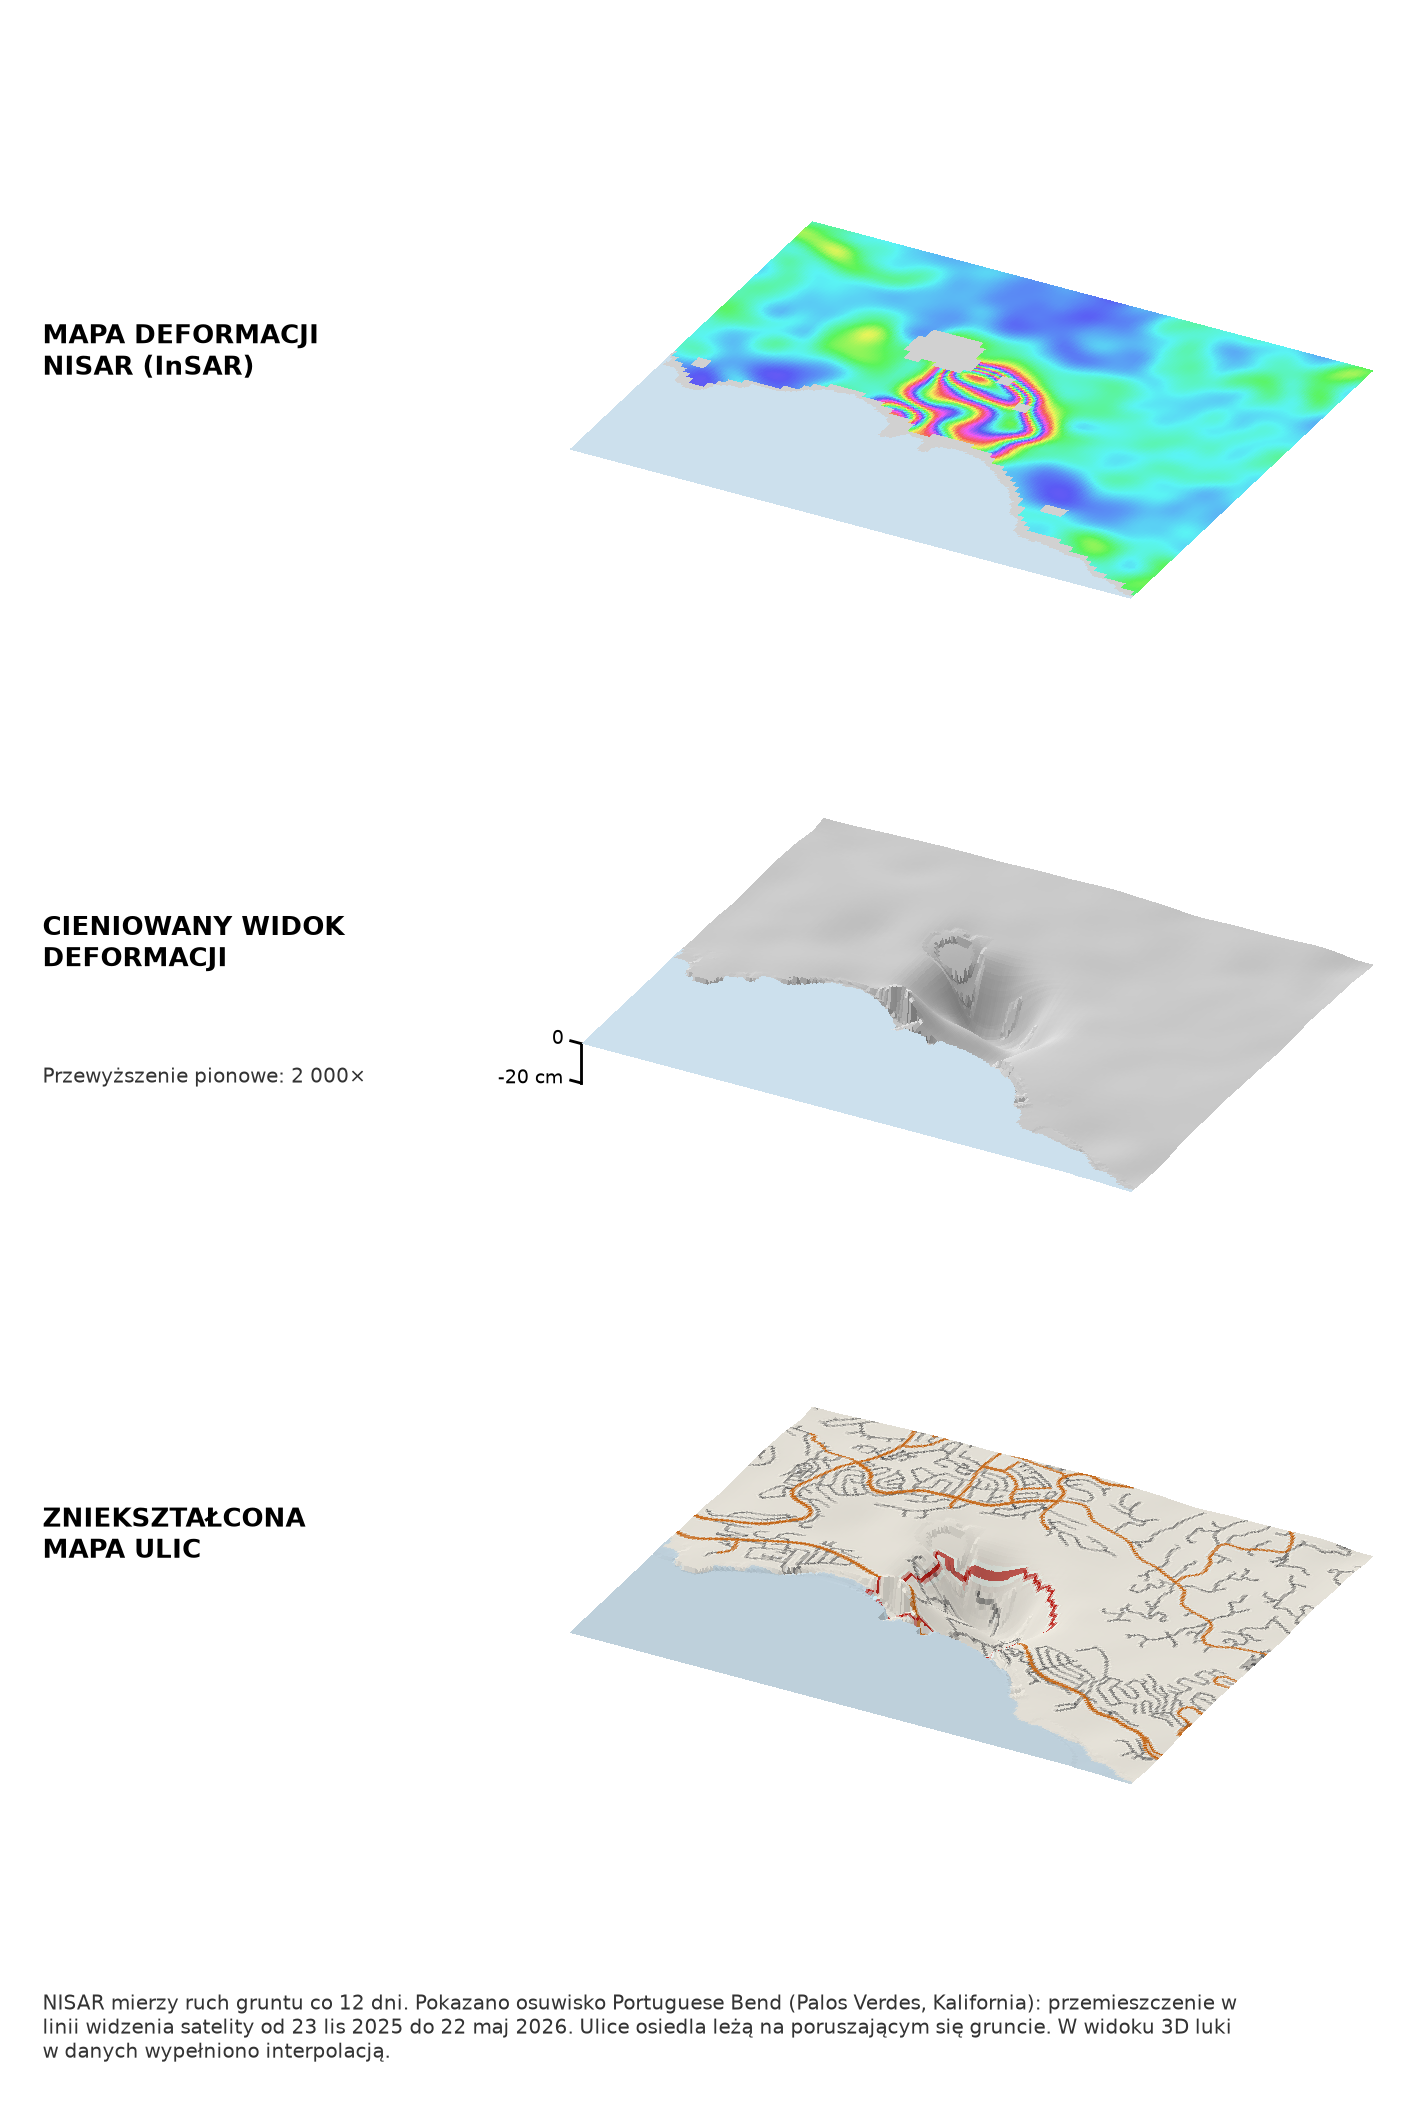 MAPA DEFORMACJI
NISAR (InSAR)
CIENIOWANY WIDOK
DEFORMACJI
0
Przewyższenie pionowe: 2 000×
-20 cm
ZNIEKSZTAŁCONA
MAPA ULIC
NISAR mierzy ruch gruntu co 12 dni. Pokazano osuwisko Portuguese Bend (Palos Verdes, Kalifornia): przemieszczenie w
linii widzenia satelity od 23 lis 2025 do 22 maj 2026. Ulice osiedla leżą na poruszającym się gruncie. W widoku 3D luki
w danych wypełniono interpolacją.